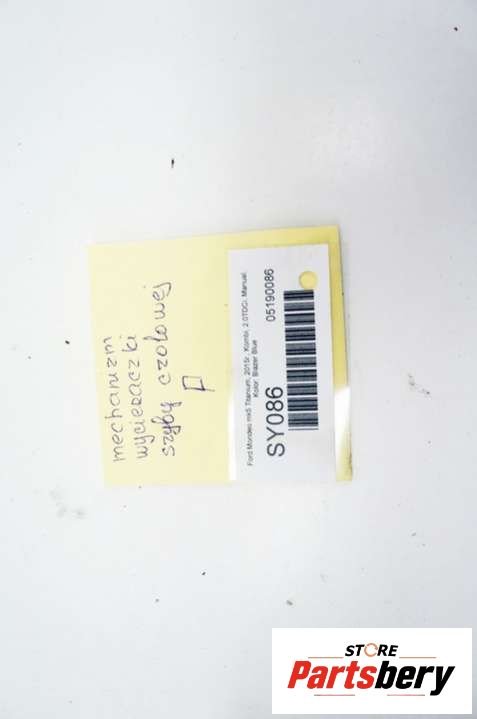 mechanizm
wycieraczki
szyby czołowej
P
Ford Mondeo mk5 Titanium, 2015r., Kombi, 2.0TDCi, Manual,
Kolor: Blazer Blue
SY086 05190086
STORE
Partsbery